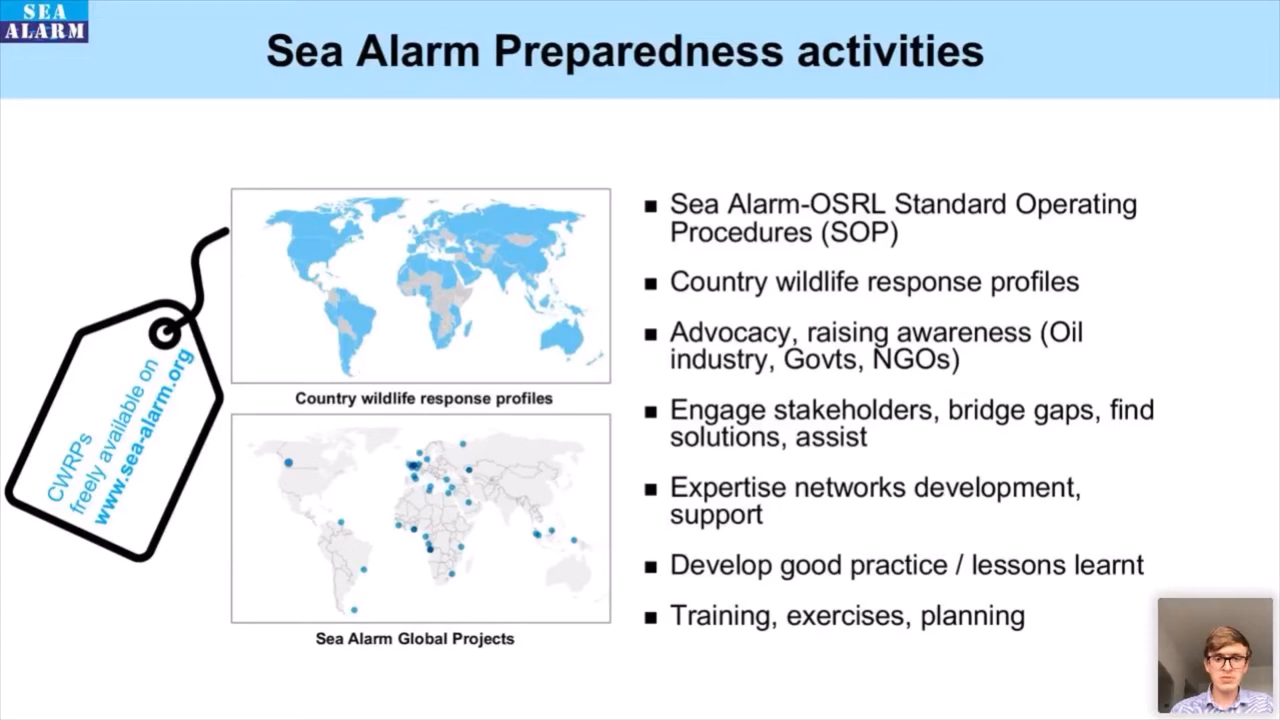 SEA
ALARM
Sea Alarm Preparedness activities
CWRPs
freely available on
www.sea-alarm.org
Country wildlife response profiles
Sea Alarm Global Projects
■ Sea Alarm-OSRL Standard Operating
Procedures (SOP)
■ Country wildlife response profiles
■ Advocacy, raising awareness (Oil
industry, Govts, NGOs)
■ Engage stakeholders, bridge gaps, find
solutions, assist
■ Expertise networks development,
support
■ Develop good practice / lessons learnt
■ Training, exercises, planning